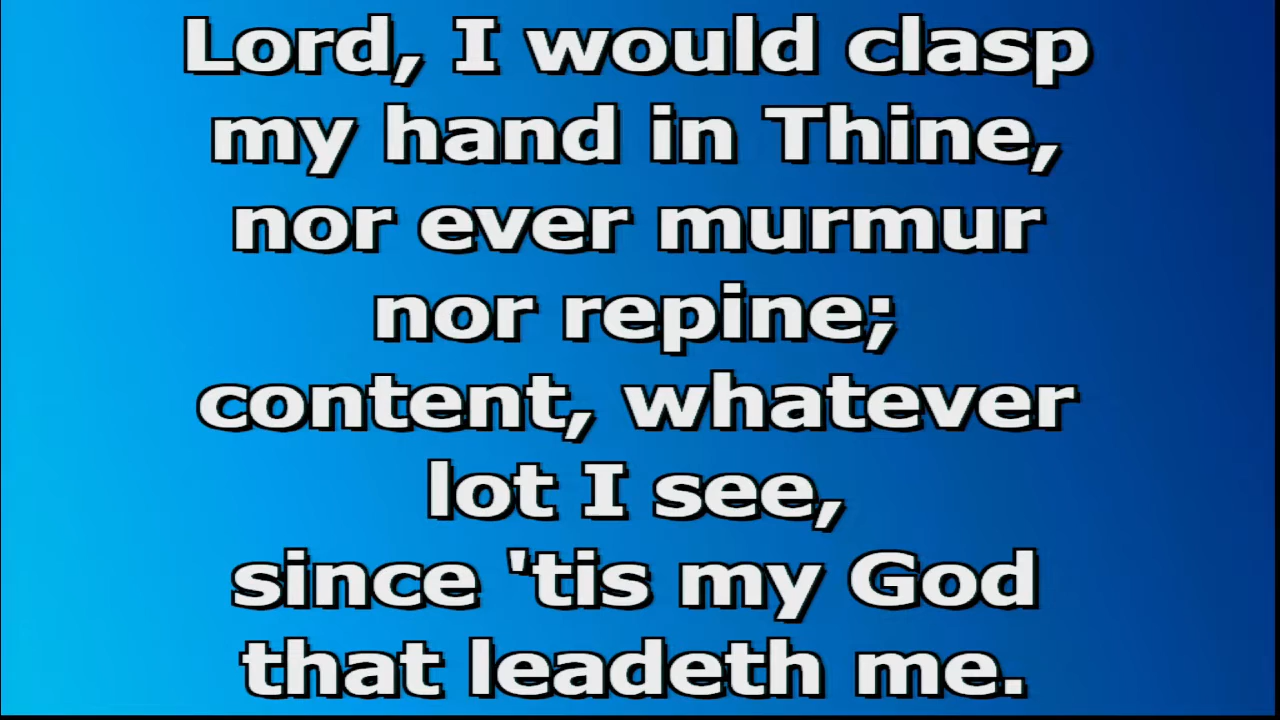 Lord, I would clasp
my hand in Thine,
nor ever murmur
nor repine;
content, whatever
lot I see,
since 'tis my God
that leadeth me.